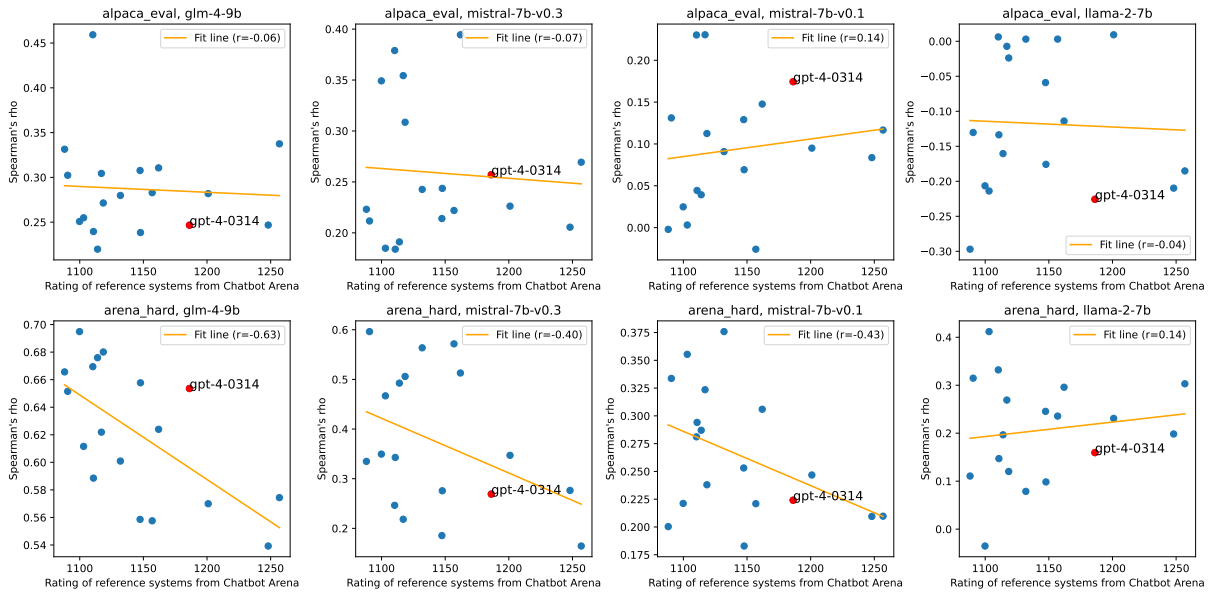 alpaca_eval, glm-4-9b
Fit line (r=-0.06)
gpt-4-0314
0.45
0.40
0.35
0.30
0.25
1100 1150 1200 1250
Spearman's rho
Rating of reference systems from Chatbot Arena
alpaca_eval, mistral-7b-v0.3
Fit line (r=-0.07)
gpt-4-0314
0.40
0.35
0.30
0.25
0.20
1100 1150 1200 1250
Spearman's rho
Rating of reference systems from Chatbot Arena
alpaca_eval, mistral-7b-v0.1
Fit line (r=0.14)
gpt-4-0314
0.20
0.15
0.10
0.05
0.00
1100 1150 1200 1250
Spearman's rho
Rating of reference systems from Chatbot Arena
alpaca_eval, llama-2-7b
0.00
−0.05
−0.10
−0.15
−0.20
−0.25
−0.30
gpt-4-0314
Fit line (r=-0.04)
1100 1150 1200 1250
Spearman's rho
Rating of reference systems from Chatbot Arena
arena_hard, glm-4-9b
Fit line (r=-0.63)
gpt-4-0314
0.70
0.68
0.66
0.64
0.62
0.60
0.58
0.56
0.54
1100 1150 1200 1250
Spearman's rho
Rating of reference systems from Chatbot Arena
arena_hard, mistral-7b-v0.3
Fit line (r=-0.40)
gpt-4-0314
0.6
0.5
0.4
0.3
0.2
1100 1150 1200 1250
Spearman's rho
Rating of reference systems from Chatbot Arena
arena_hard, mistral-7b-v0.1
Fit line (r=-0.43)
gpt-4-0314
0.375
0.350
0.325
0.300
0.275
0.250
0.225
0.200
0.175
1100 1150 1200 1250
Spearman's rho
Rating of reference systems from Chatbot Arena
arena_hard, llama-2-7b
Fit line (r=0.14)
gpt-4-0314
0.4
0.3
0.2
0.1
0.0
1100 1150 1200 1250
Spearman's rho
Rating of reference systems from Chatbot Arena